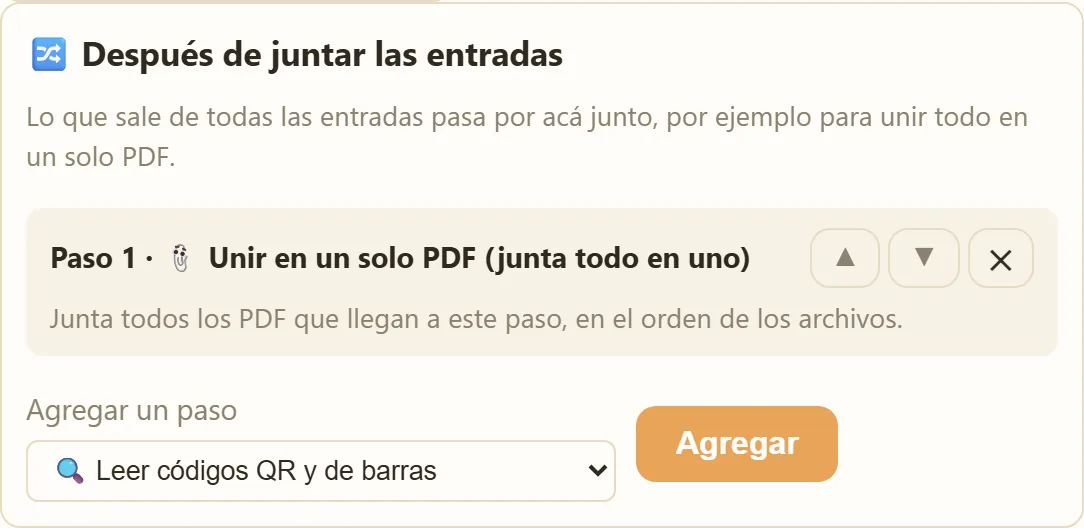 Después de juntar las entradas
Lo que sale de todas las entradas pasa por acá junto, por ejemplo para unir todo en
un solo PDF.
Paso 1 · Unir en un solo PDF (junta todo en uno)
Junta todos los PDF que llegan a este paso, en el orden de los archivos.
Agregar un paso
Leer códigos QR y de barras
Agregar